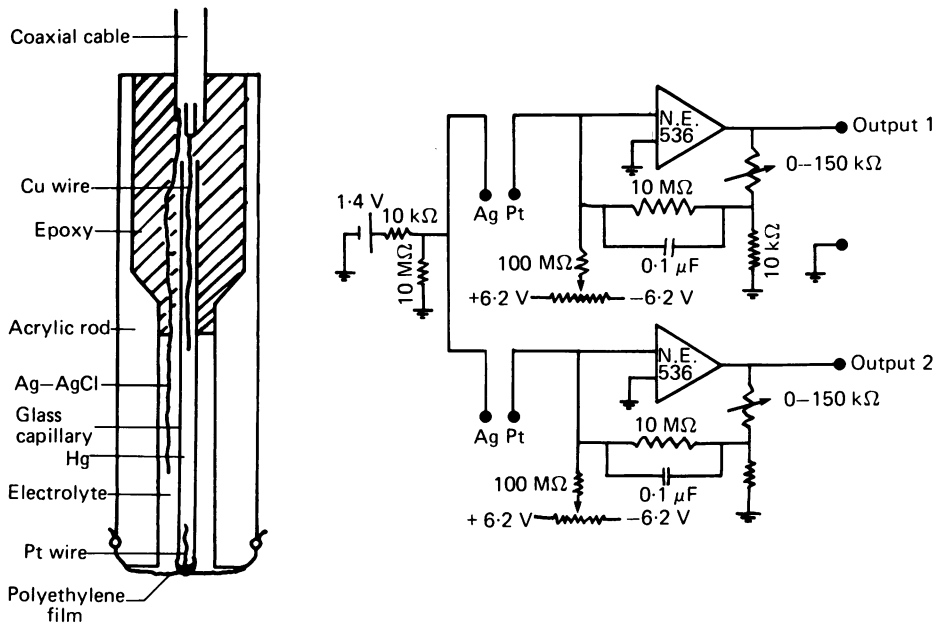 Coaxial cable
Cu wire
Epoxy
Acrylic rod
Ag–AgCl
Glass
capillary
Hg
Electrolyte
Pt wire
Polyethylene
film
1·4 V
10 kΩ
10 MΩ
Ag Pt
N.E.
536
Output 1
0–150 kΩ
10 MΩ
0·1 μF
10 kΩ
100 MΩ
+6·2 V
−6·2 V
Ag Pt
N.E.
536
Output 2
0–150 kΩ
10 MΩ
0·1 μF
100 MΩ
+ 6·2 V
−6·2 V